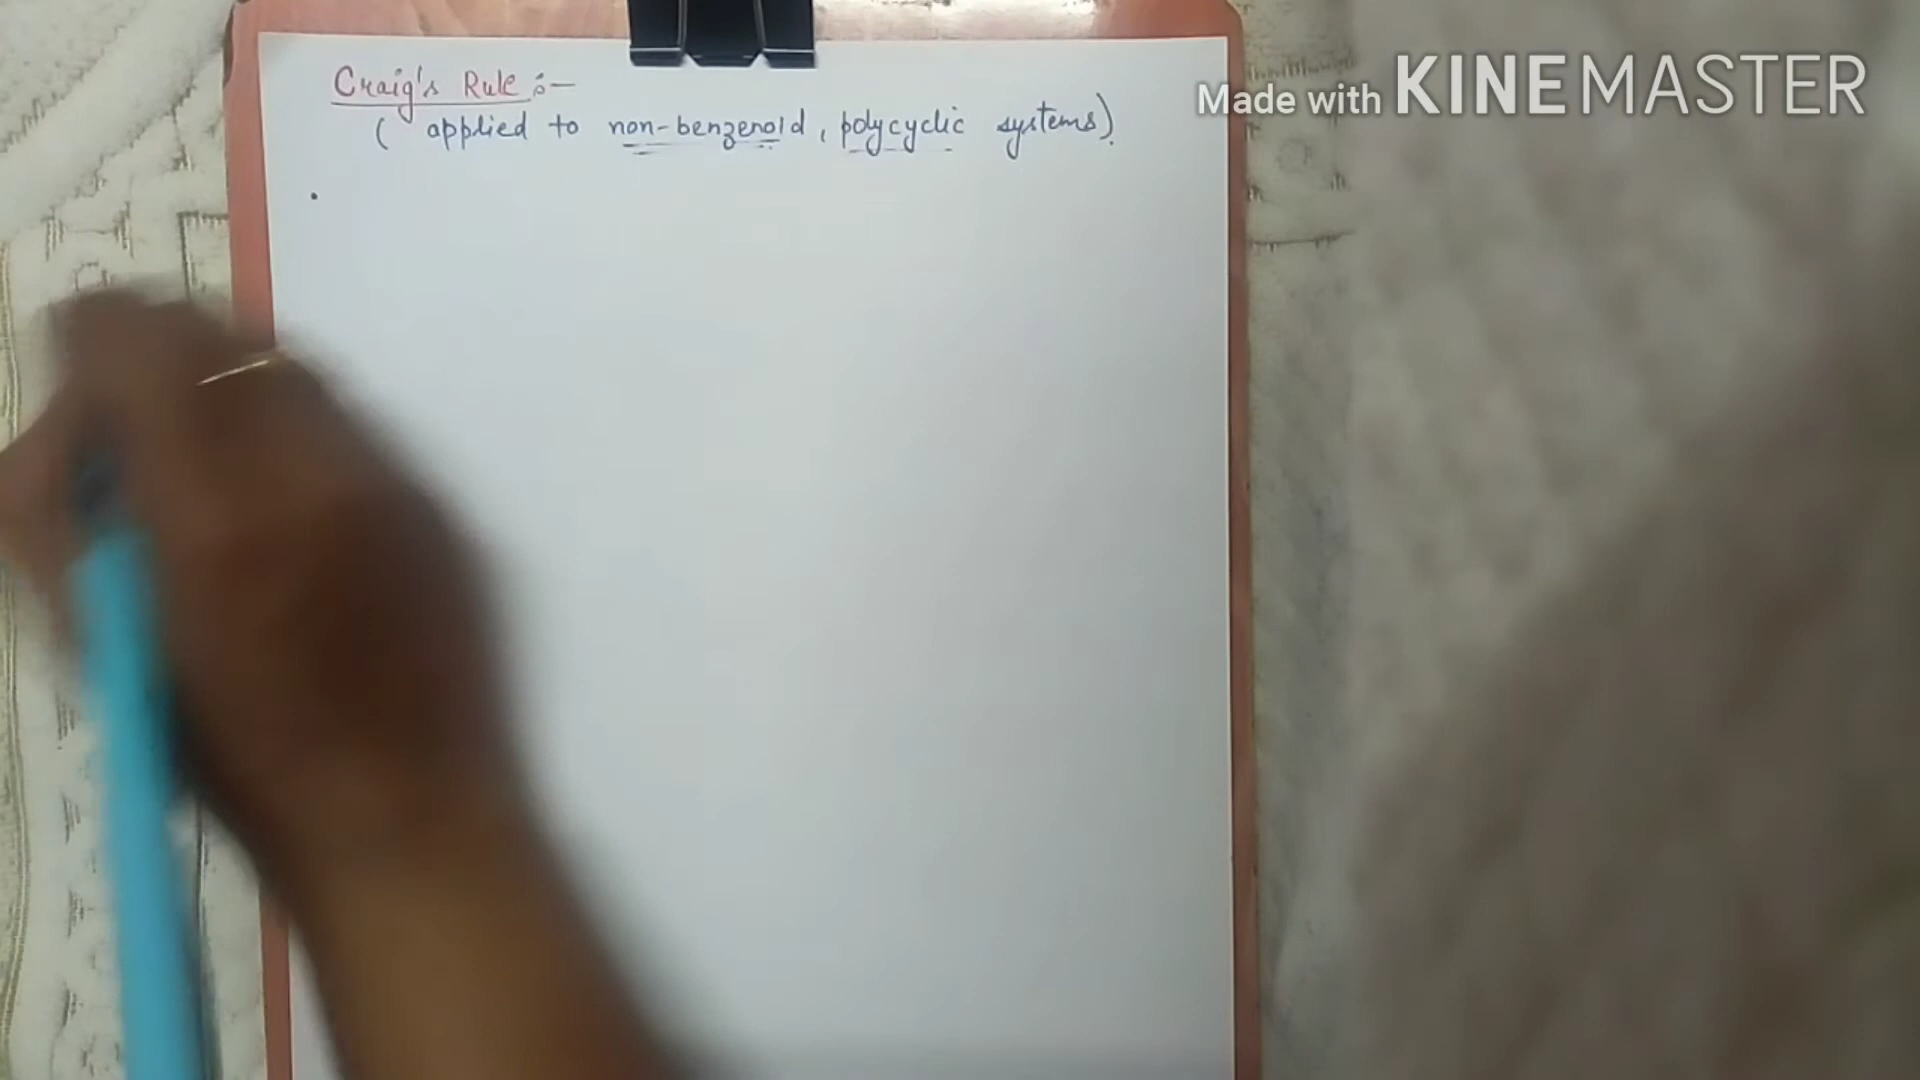 Craig's Rule :-
( applied to non-benzenoid, polycyclic systems).
Made with KINEMASTER